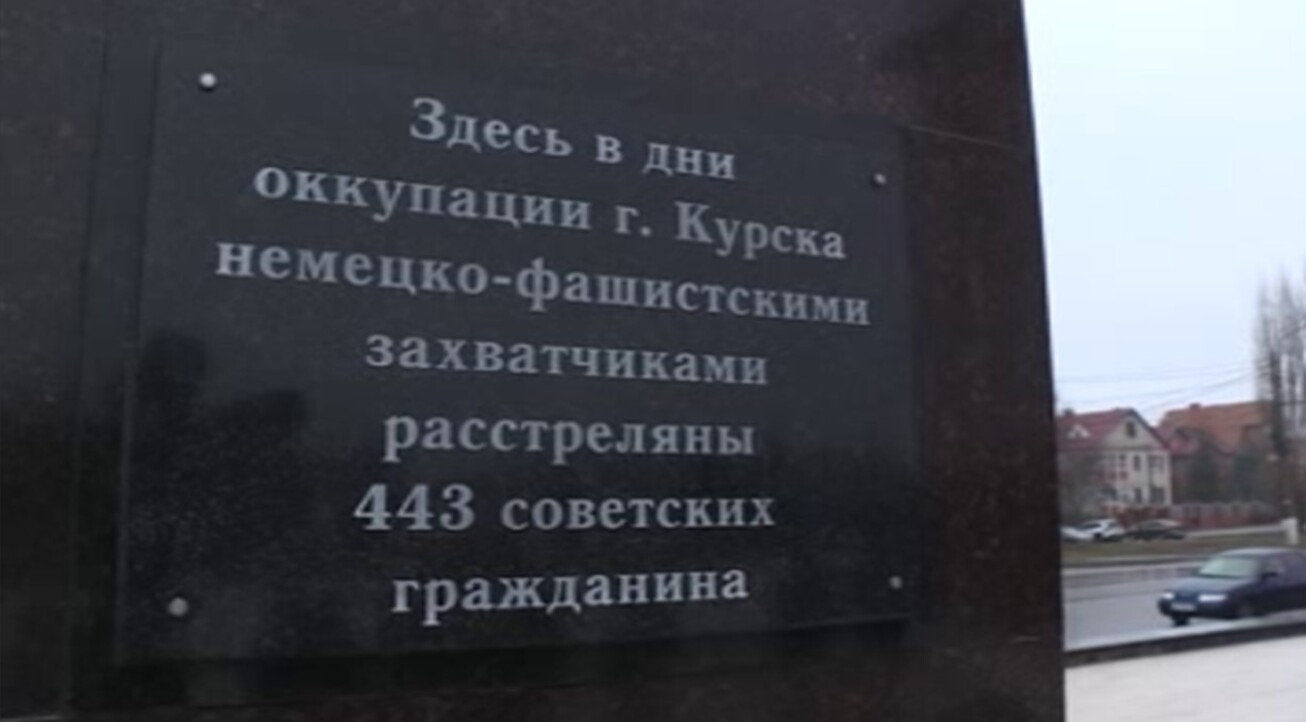 Здесь в дни
оккупации г. Курска
немецко-фашистскими
захватчиками
расстреляны
443 советских
гражданина